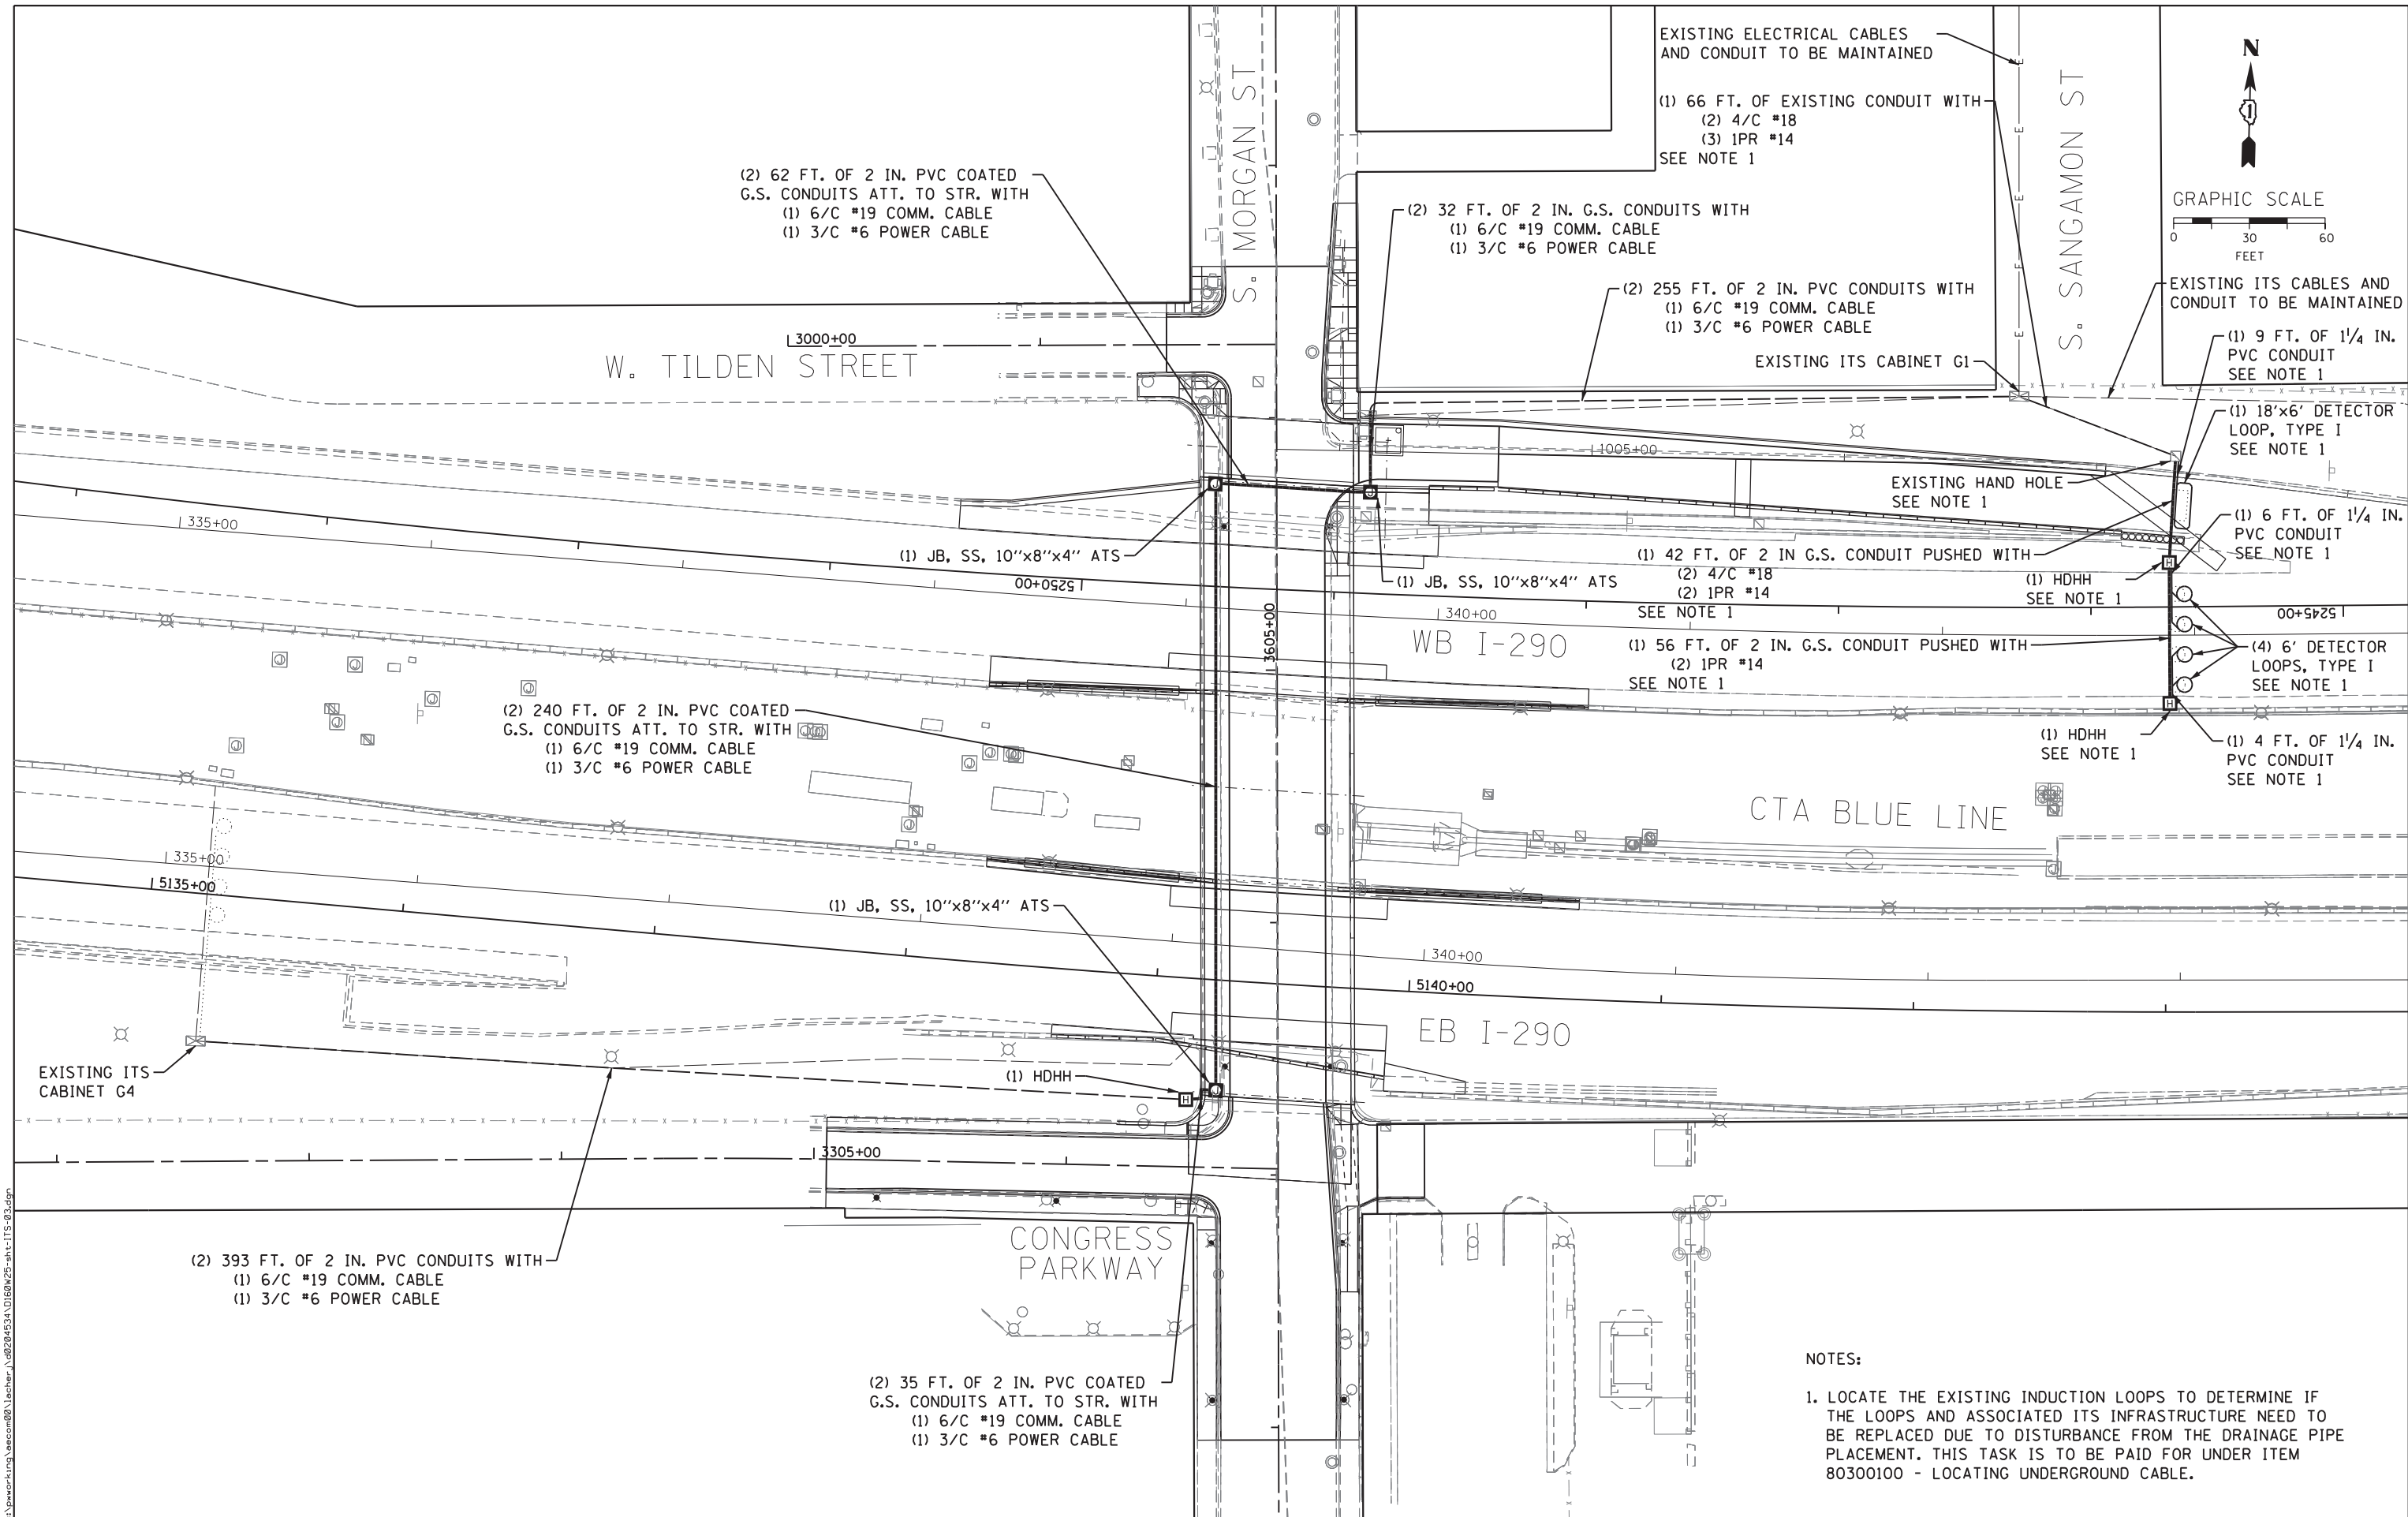 EXISTING ELECTRICAL CABLES
AND CONDUIT TO BE MAINTAINED
(1) 66 FT. OF EXISTING CONDUIT WITH
(2) 4/C #18
(3) 1PR #14
SEE NOTE 1
S. MORGAN ST
S. SANGAMON ST
N
1
GRAPHIC SCALE
0 30 60
FEET
(2) 62 FT. OF 2 IN. PVC COATED
G.S. CONDUITS ATT. TO STR. WITH
(1) 6/C #19 COMM. CABLE
(1) 3/C #6 POWER CABLE
(2) 32 FT. OF 2 IN. G.S. CONDUITS WITH
(1) 6/C #19 COMM. CABLE
(1) 3/C #6 POWER CABLE
(2) 255 FT. OF 2 IN. PVC CONDUITS WITH
(1) 6/C #19 COMM. CABLE
(1) 3/C #6 POWER CABLE
EXISTING ITS CABLES AND
CONDUIT TO BE MAINTAINED
(1) 9 FT. OF 1 1/4 IN.
PVC CONDUIT
SEE NOTE 1
3000+00
W. TILDEN STREET
EXISTING ITS CABINET G1
(1) 18'x6' DETECTOR
LOOP, TYPE I
SEE NOTE 1
1005+00
EXISTING HAND HOLE
SEE NOTE 1
335+00
(1) 6 FT. OF 1 1/4 IN.
PVC CONDUIT
SEE NOTE 1
(1) JB, SS, 10''x8''x4'' ATS
5250+00
(1) JB, SS, 10''x8''x4'' ATS
(1) 42 FT. OF 2 IN G.S. CONDUIT PUSHED WITH
(2) 4/C #18
(2) 1PR #14
SEE NOTE 1
(1) HDHH
SEE NOTE 1
340+00
5245+00
3605+00
WB I-290
(1) 56 FT. OF 2 IN. G.S. CONDUIT PUSHED WITH
(2) 1PR #14
SEE NOTE 1
(4) 6' DETECTOR
LOOPS, TYPE I
SEE NOTE 1
H
H
(2) 240 FT. OF 2 IN. PVC COATED
G.S. CONDUITS ATT. TO STR. WITH
(1) 6/C #19 COMM. CABLE
(1) 3/C #6 POWER CABLE
(1) HDHH
SEE NOTE 1
(1) 4 FT. OF 1 1/4 IN.
PVC CONDUIT
SEE NOTE 1
CTA BLUE LINE
335+00
5135+00
(1) JB, SS, 10''x8''x4'' ATS
340+00
5140+00
EB I-290
EXISTING ITS
CABINET G4
(1) HDHH
H
3305+00
CONGRESS
PARKWAY
(2) 393 FT. OF 2 IN. PVC CONDUITS WITH
(1) 6/C #19 COMM. CABLE
(1) 3/C #6 POWER CABLE
(2) 35 FT. OF 2 IN. PVC COATED
G.S. CONDUITS ATT. TO STR. WITH
(1) 6/C #19 COMM. CABLE
(1) 3/C #6 POWER CABLE
NOTES:
1. LOCATE THE EXISTING INDUCTION LOOPS TO DETERMINE IF
THE LOOPS AND ASSOCIATED ITS INFRASTRUCTURE NEED TO
BE REPLACED DUE TO DISTURBANCE FROM THE DRAINAGE PIPE
PLACEMENT. THIS TASK IS TO BE PAID FOR UNDER ITEM
80300100 - LOCATING UNDERGROUND CABLE.